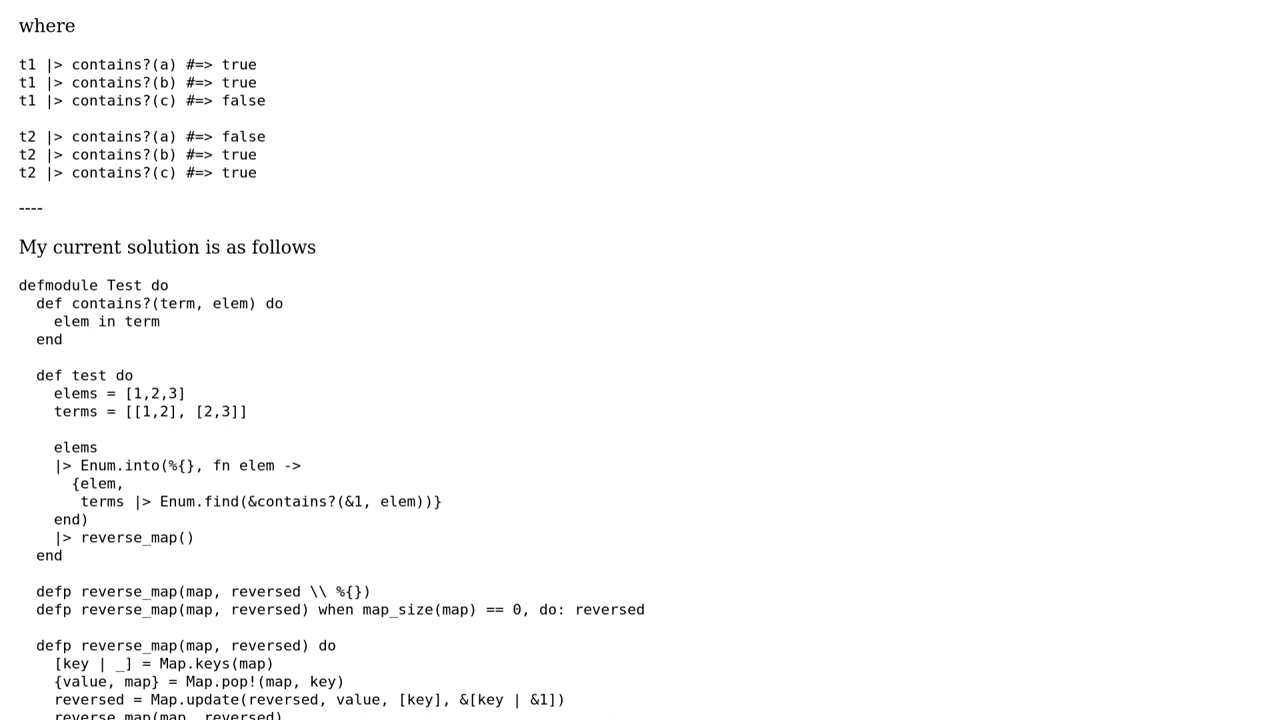 where
t1 |> contains?(a) #=> true
t1 |> contains?(b) #=> true
t1 |> contains?(c) #=> false
t2 |> contains?(a) #=> false
t2 |> contains?(b) #=> true
t2 |> contains?(c) #=> true
----
My current solution is as follows
defmodule Test do
  def contains?(term, elem) do
    elem in term
  end
  def test do
    elems = [1,2,3]
    terms = [[1,2], [2,3]]
    elems
    |> Enum.into(%{}, fn elem ->
      {elem,
       terms |> Enum.find(&contains?(&1, elem))}
    end)
    |> reverse_map()
  end
  defp reverse_map(map, reversed \\ %{})
  defp reverse_map(map, reversed) when map_size(map) == 0, do: reversed
  defp reverse_map(map, reversed) do
    [key | _] = Map.keys(map)
    {value, map} = Map.pop!(map, key)
    reversed = Map.update(reversed, value, [key], &[key | &1])
    reverse_map(map, reversed)